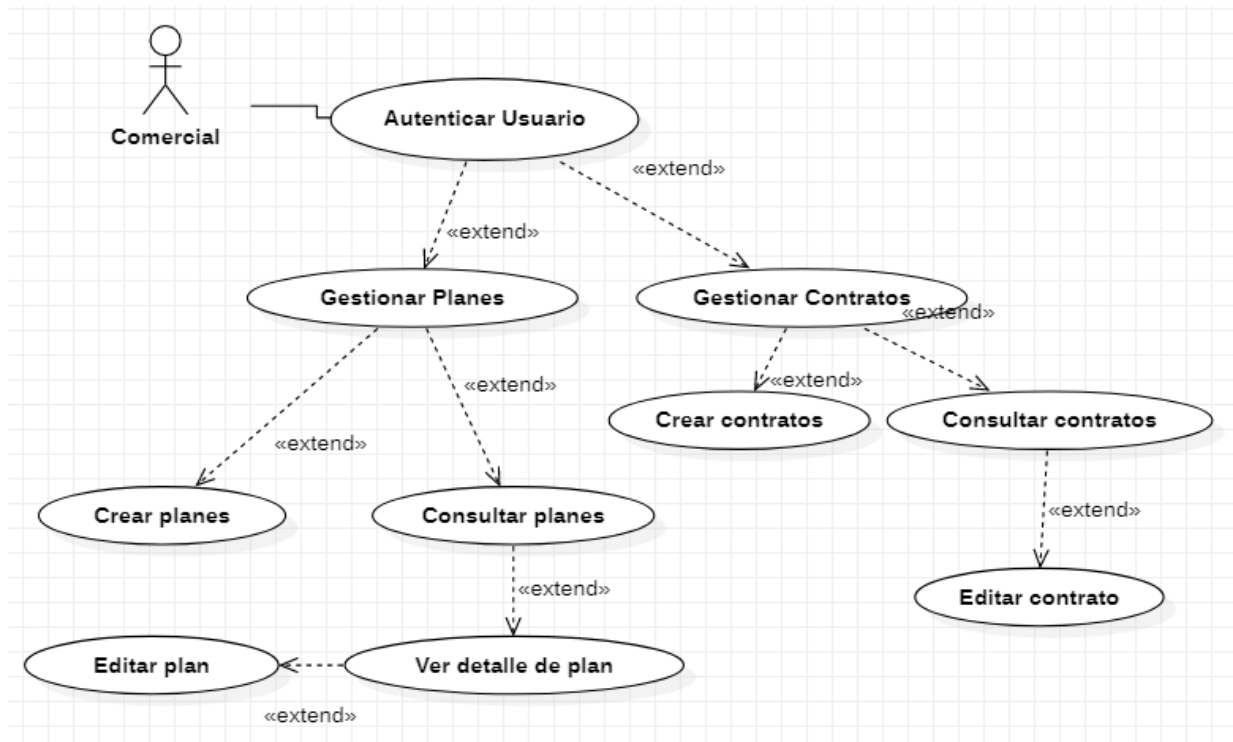 Comercial
Autenticar Usuario
«extend»
«extend»
Gestionar Planes
Gestionar Contratos
«extend»
«extend»
«extend»
Crear contratos
Consultar contratos
«extend»
Crear planes
Consultar planes
«extend»
«extend»
Editar contrato
Editar plan
Ver detalle de plan
«extend»